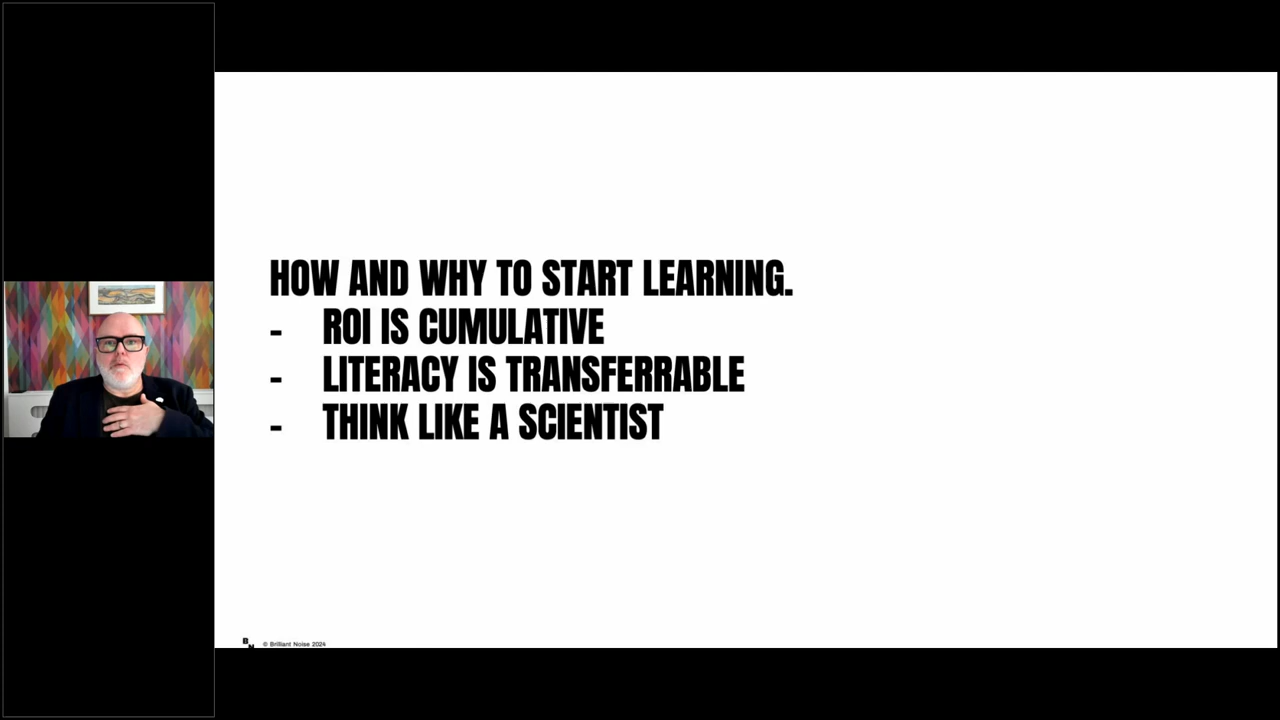 HOW AND WHY TO START LEARNING.
- ROI IS CUMULATIVE
- LITERACY IS TRANSFERRABLE
- THINK LIKE A SCIENTIST
B
N
© Brilliant Noise 2024